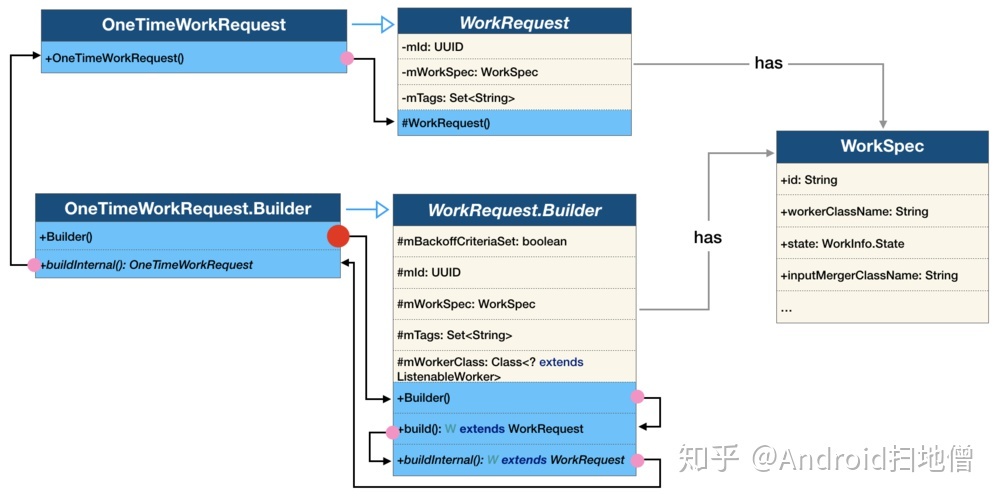 OneTimeWorkRequest
+OneTimeWorkRequest()
WorkRequest
-mId: UUID
-mWorkSpec: WorkSpec
-mTags: Set<String>
#WorkRequest()
has
WorkSpec
+id: String
+workerClassName: String
+state: WorkInfo.State
+inputMergerClassName: String
...
OneTimeWorkRequest.Builder
+Builder()
+buildInternal(): OneTimeWorkRequest
WorkRequest.Builder
#mBackoffCriteriaSet: boolean
#mId: UUID
#mWorkSpec: WorkSpec
#mTags: Set<String>
#mWorkerClass: Class<? extends
ListenableWorker>
+Builder()
+build(): W extends WorkRequest
+buildInternal(): W extends WorkRequest
has
知乎 @Android扫地僧